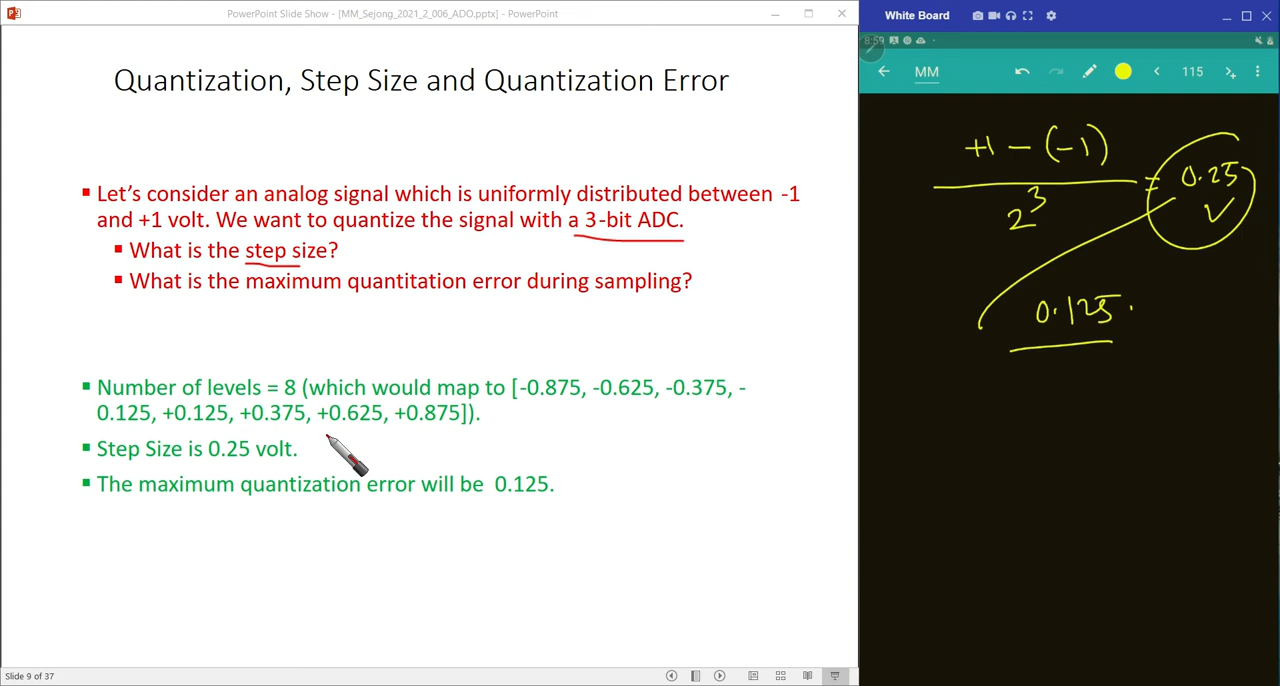 PowerPoint Slide Show - [MM_Sejong_2021_2_006_ADO.pptx] - PowerPoint
Quantization, Step Size and Quantization Error
Let's consider an analog signal which is uniformly distributed between -1
and +1 volt. We want to quantize the signal with a 3-bit ADC.
What is the step size?
What is the maximum quantitation error during sampling?
Number of levels = 8 (which would map to [-0.875, -0.625, -0.375, -
0.125, +0.125, +0.375, +0.625, +0.875]).
Step Size is 0.25 volt.
The maximum quantization error will be 0.125.
Slide 9 of 37
White Board
8:59
MM
115
+1 - (-1)
= 0.25
2^3
0.125.